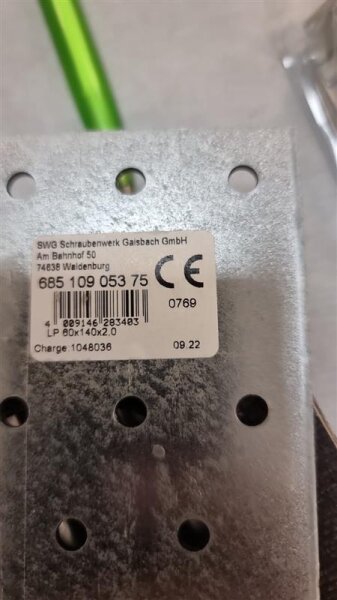 SWG Schraubenwerk Gaisbach GmbH
Am Bahnhof 50
74638 Waldenburg
685 109 053 75
CE
0769
4 009146 283403
LP 60x140x2.0
Charge:1048036
09.22